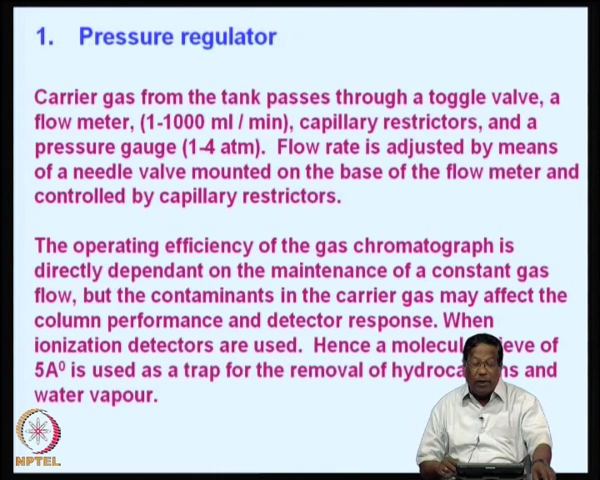 1. Pressure regulator
Carrier gas from the tank passes through a toggle valve, a
flow meter, (1-1000 ml / min), capillary restrictors, and a
pressure gauge (1-4 atm). Flow rate is adjusted by means
of a needle valve mounted on the base of the flow meter and
controlled by capillary restrictors.
The operating efficiency of the gas chromatograph is
directly dependant on the maintenance of a constant gas
flow, but the contaminants in the carrier gas may affect the
column performance and detector response. When
ionization detectors are used. Hence a of
5A⁰ is used as a trap for the removal of and
water vapour.
NPTEL